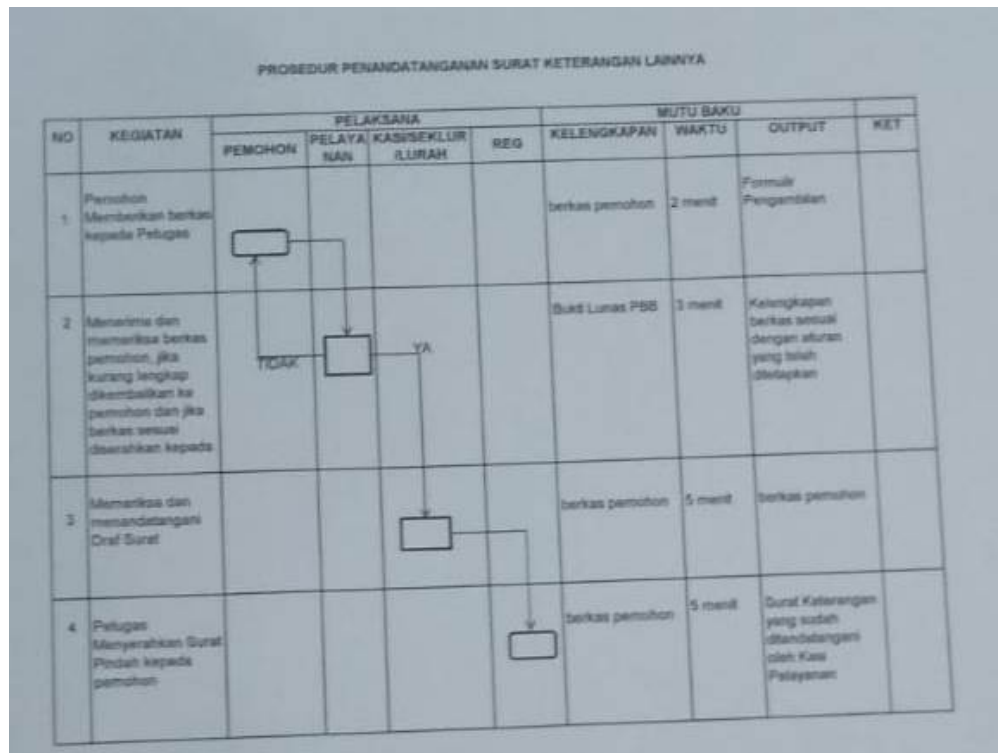 PROSEDUR PENANDATANGANAN SURAT KETERANGAN LAINNYA
NO
KEGIATAN
PELAKSANA
MUTU BAKU
KET
PEMOHON
PELAYA
NAN
KASI/SEKLUR
/LURAH
REG
KELENGKAPAN
WAKTU
OUTPUT
1
Pemohon
Memberikan berkas
kepada Petugas
berkas pemohon
2 menit
Formulir
Pengambilan
2
Menerima dan
memeriksa berkas
pemohon, jika
kurang lengkap
dikembalikan ke
pemohon dan jika
berkas sesuai
diserahkan kepada
TIDAK
YA
Bukti Lunas PBB
3 menit
Kelengkapan
berkas sesuai
dengan aturan
yang telah
ditetapkan
3
Memeriksa dan
menandatangani
Draf Surat
berkas pemohon
5 menit
berkas pemohon
4
Petugas
Menyerahkan Surat
Pindah kepada
pemohon
berkas pemohon
5 menit
Surat Keterangan
yang sudah
ditandatangani
oleh Kasi
Pelayanan